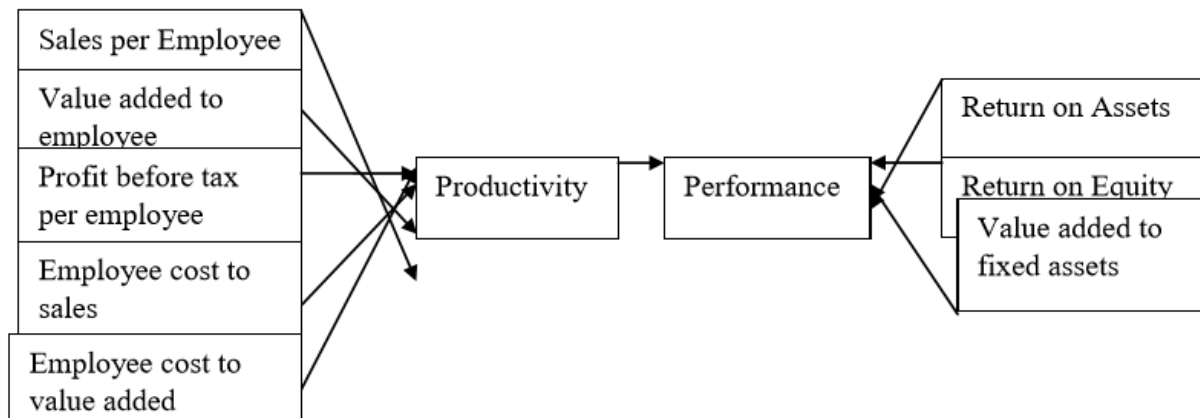 Sales per Employee
Value added to
employee
Profit before tax
per employee
Employee cost to
sales
Employee cost to
value added
Productivity
Performance
Return on Assets
Return on Equity
Value added to
fixed assets